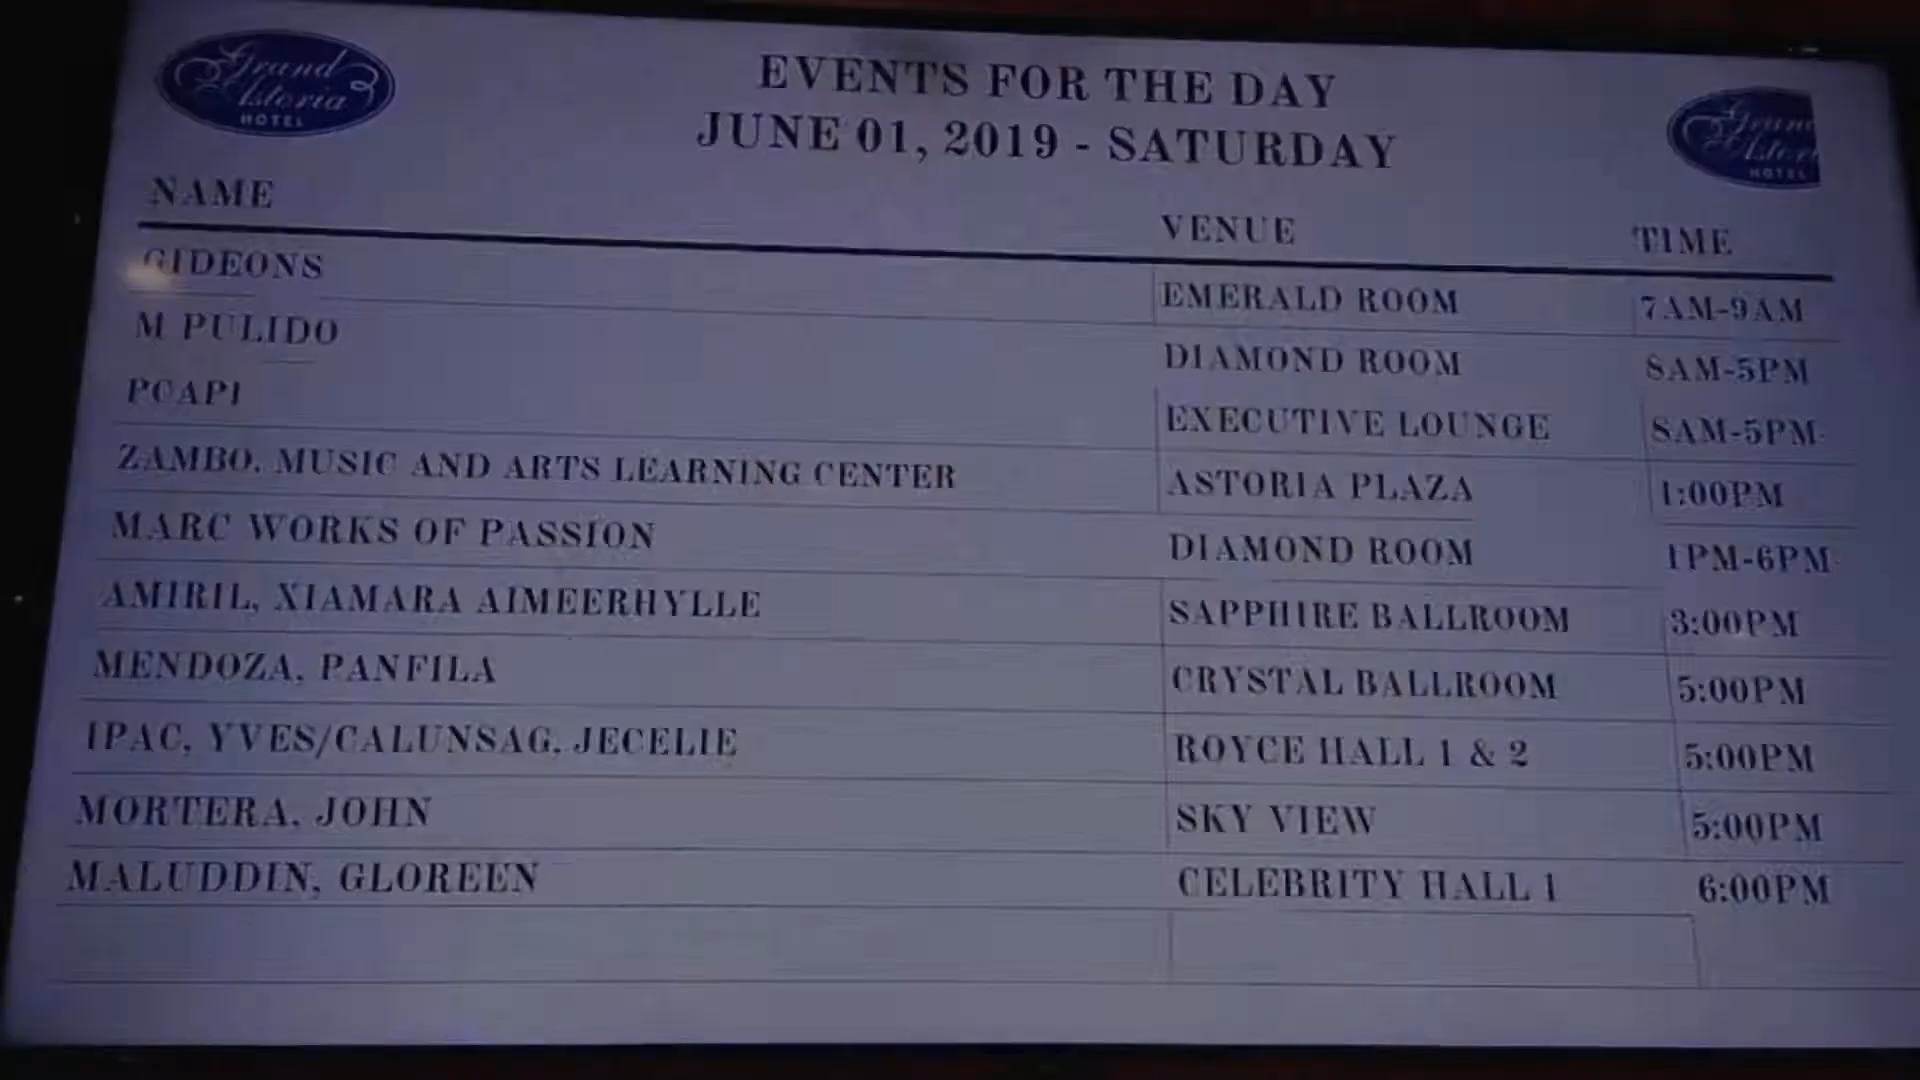 Grand Astoria HOTEL
EVENTS FOR THE DAY
JUNE 01, 2019 - SATURDAY
Grand Astoria HOTEL
NAME VENUE TIME
GIDEONS EMERALD ROOM 7AM-9AM
M PULIDO DIAMOND ROOM 8AM-5PM
PCAPI EXECUTIVE LOUNGE 8AM-5PM
ZAMBO. MUSIC AND ARTS LEARNING CENTER ASTORIA PLAZA 1:00PM
MARC WORKS OF PASSION DIAMOND ROOM 1PM-6PM
AMIRIL, XIAMARA AIMEERHYLLE SAPPHIRE BALLROOM 3:00PM
MENDOZA, PANFILA CRYSTAL BALLROOM 5:00PM
IPAC, YVES/CALUNSAG, JECELIE ROYCE HALL 1 & 2 5:00PM
MORTERA, JOHN SKY VIEW 5:00PM
MALUDDIN, GLOREEN CELEBRITY HALL 1 6:00PM